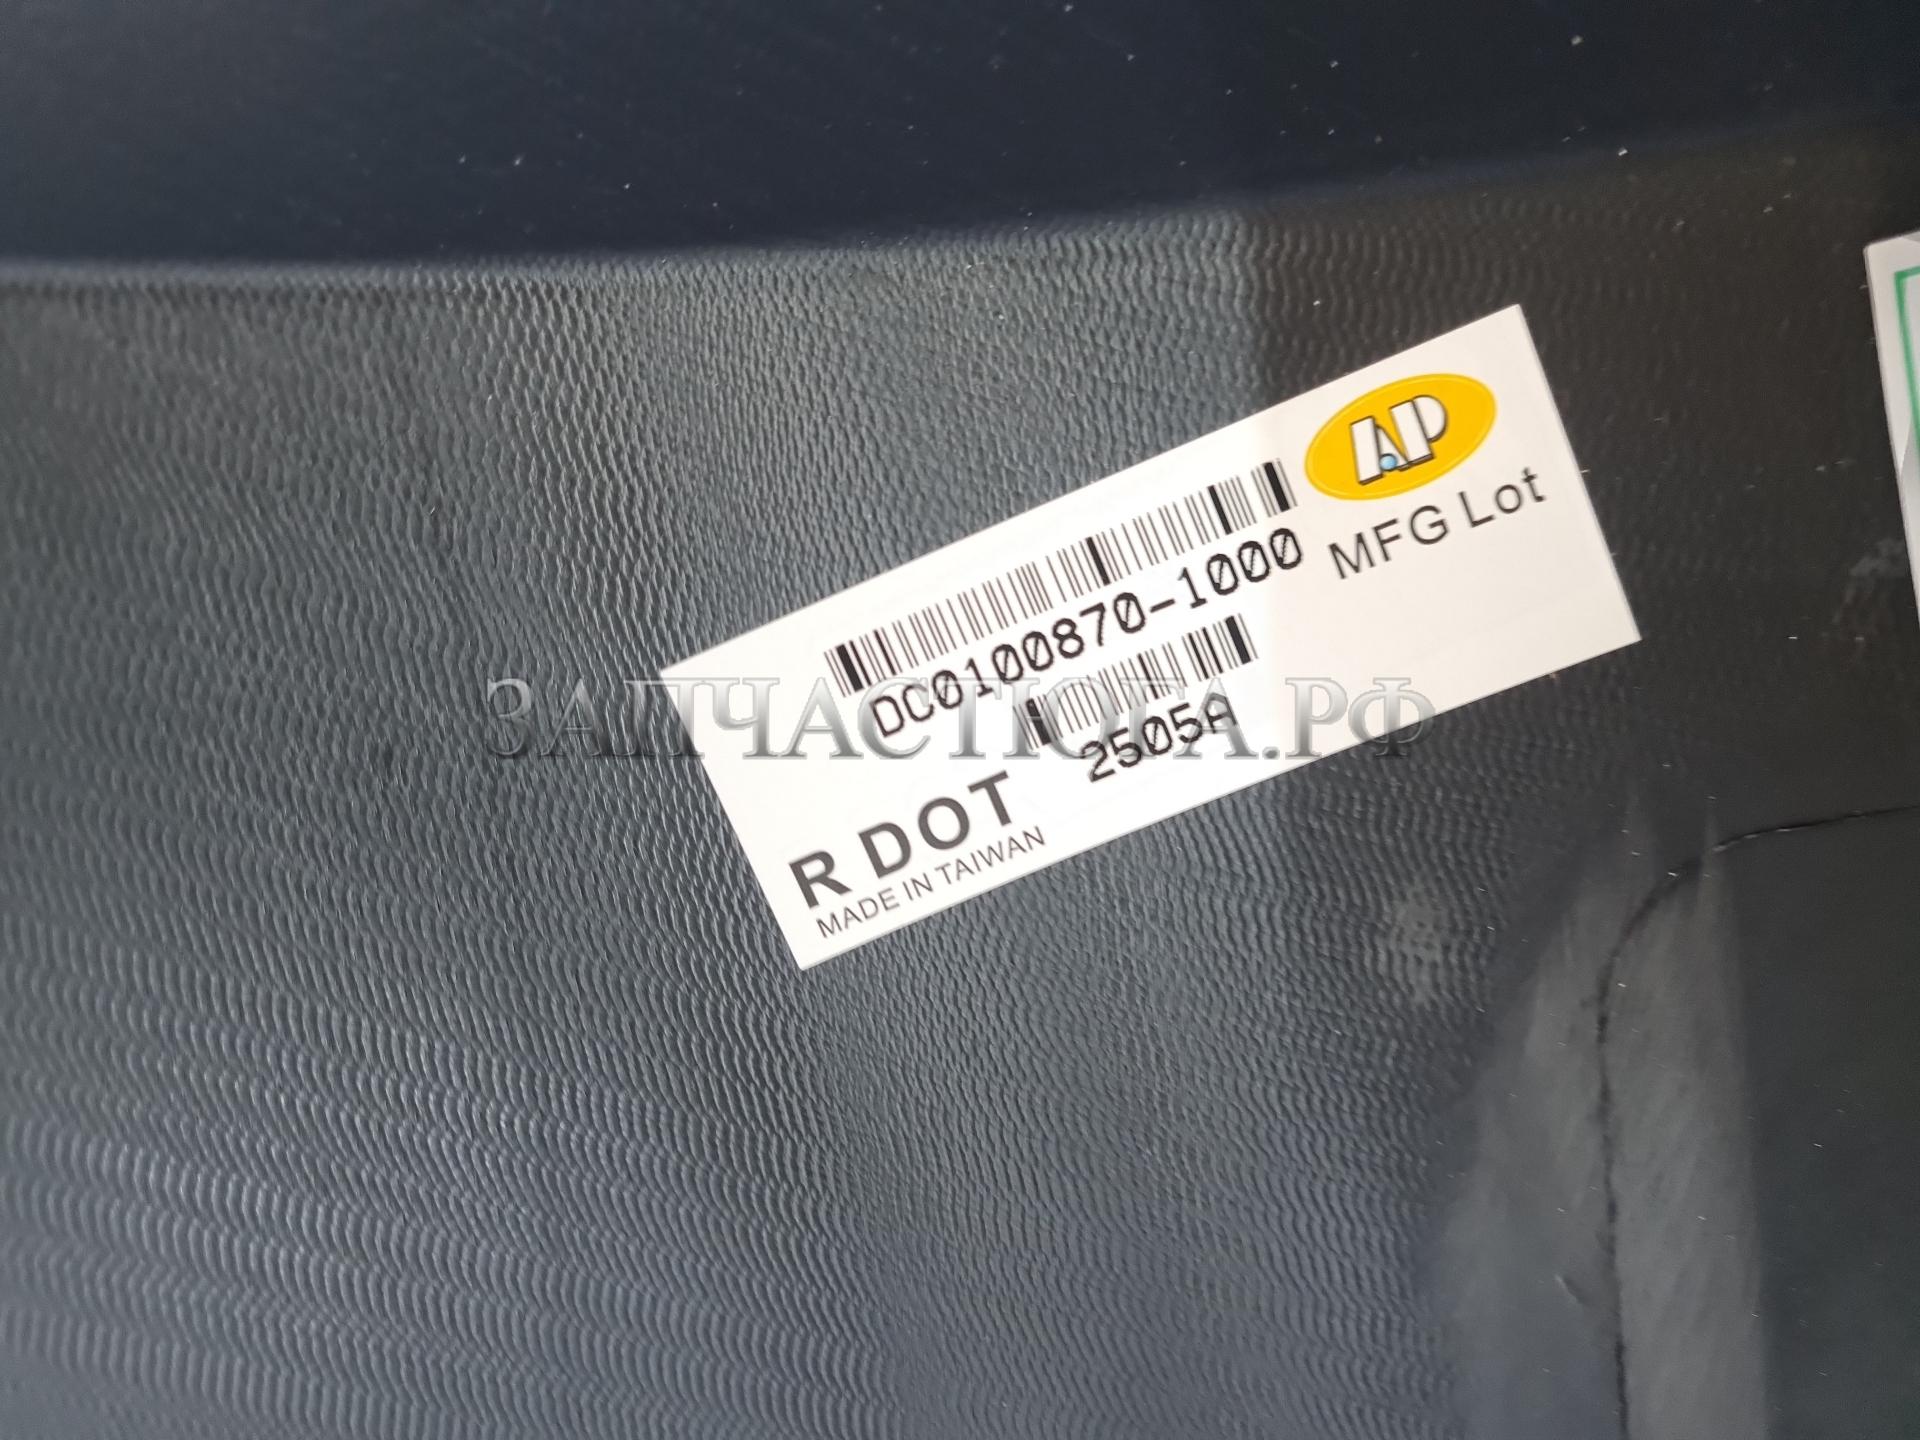 AP
DC0100870-1000
MFG Lot
2505A
R DOT
MADE IN TAIWAN
ЗАПЧАСТЮГА.РФ